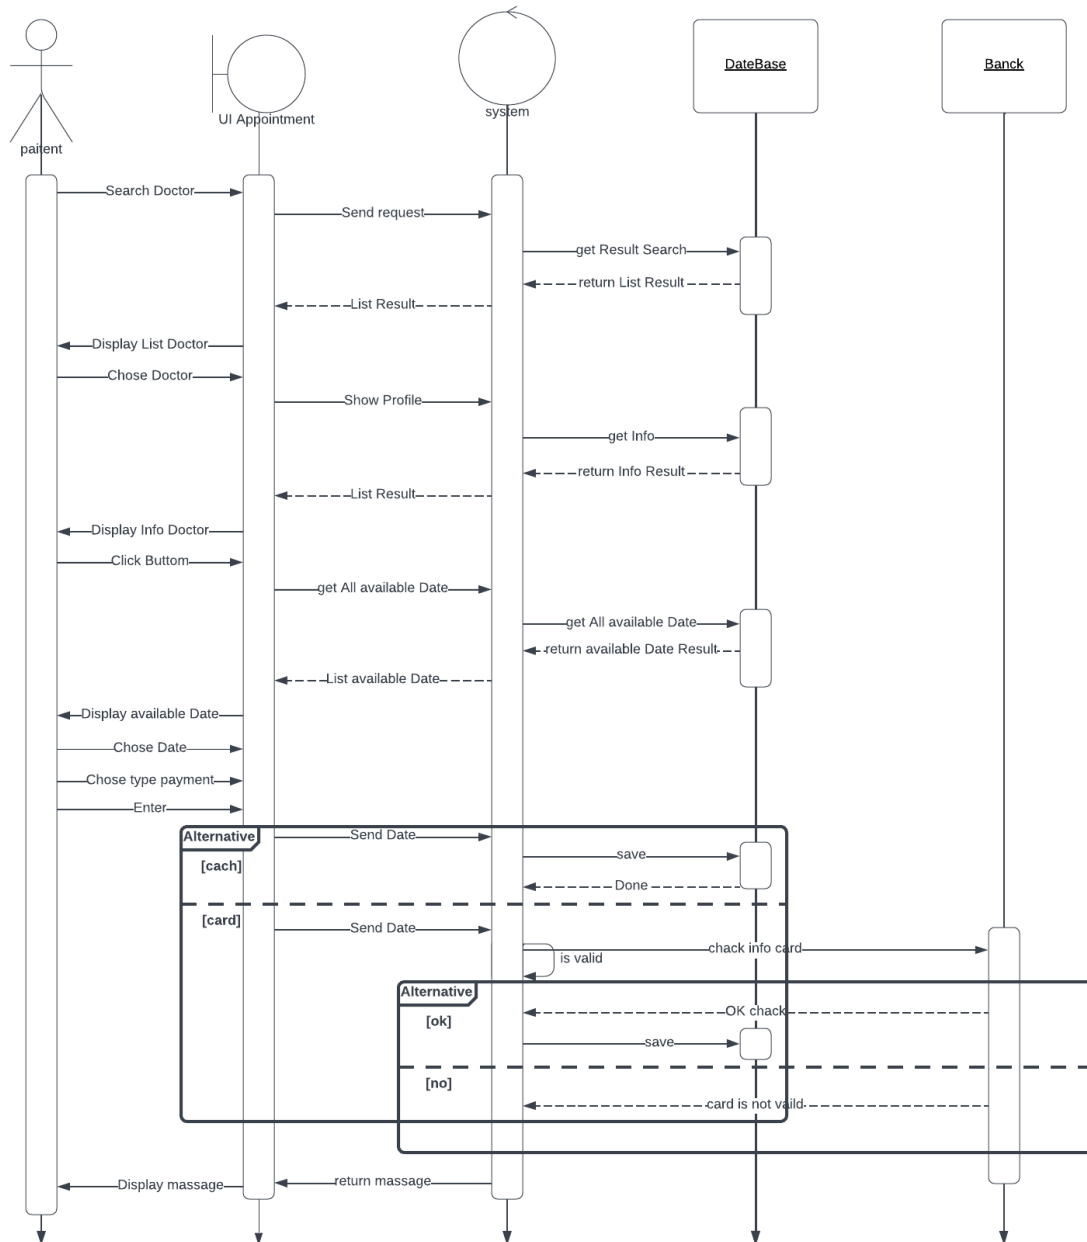 DateBase
Banck
system
UI Appointment
paitent
Search Doctor
Send request
get Result Search
return List Result
List Result
Display List Doctor
Chose Doctor
Show Profile
get Info
return Info Result
List Result
Display Info Doctor
Click Buttom
get All available Date
get All available Date
return available Date Result
List available Date
Display available Date
Chose Date
Chose type payment
Enter
Alternative
Send Date
save
[cach]
Done
[card]
Send Date
chack info card
is valid
Alternative
OK chack
[ok]
save
[no]
card is not vaild
return massage
Display massage